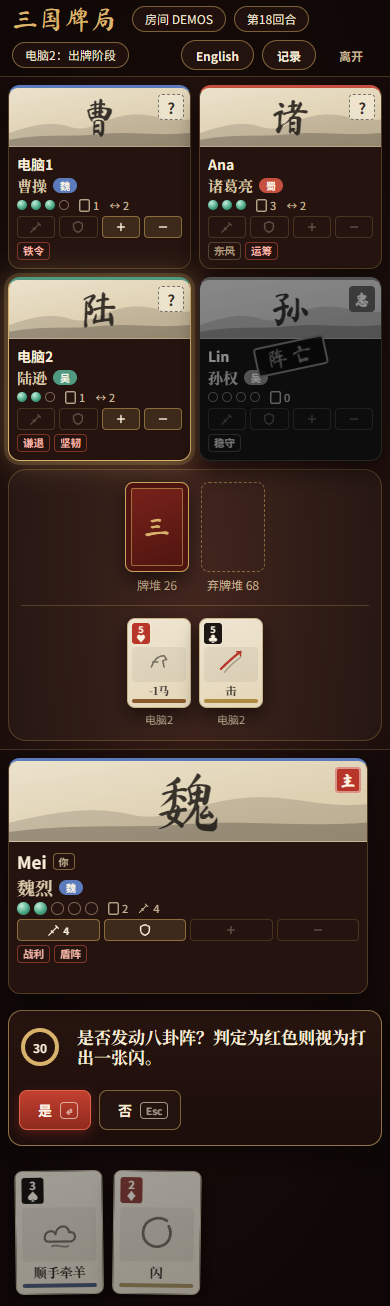 三国牌局
房间 DEMOS
第18回合
电脑2：出牌阶段
English
记录
离开
曹
?
电脑1
曹操 魏
1 ↔2
+ −
铁令
诸
?
Ana
诸葛亮 蜀
3 ↔2
+ −
东风 运筹
陆
?
电脑2
陆逊 吴
1 ↔2
+ −
谦退 坚韧
孙
忠
Lin
阵亡
孙权 吴
0
+ −
稳守
三
牌堆 26
弃牌堆 68
5♥
-1马
电脑2
5♣
击
电脑2
魏
主
Mei 你
魏烈 魏
2 4
4 + −
战利 盾阵
30
是否发动八卦阵？判定为红色则视为打
出一张闪。
是 ⏎
否 Esc
3♠
顺手牵羊
2♦
闪